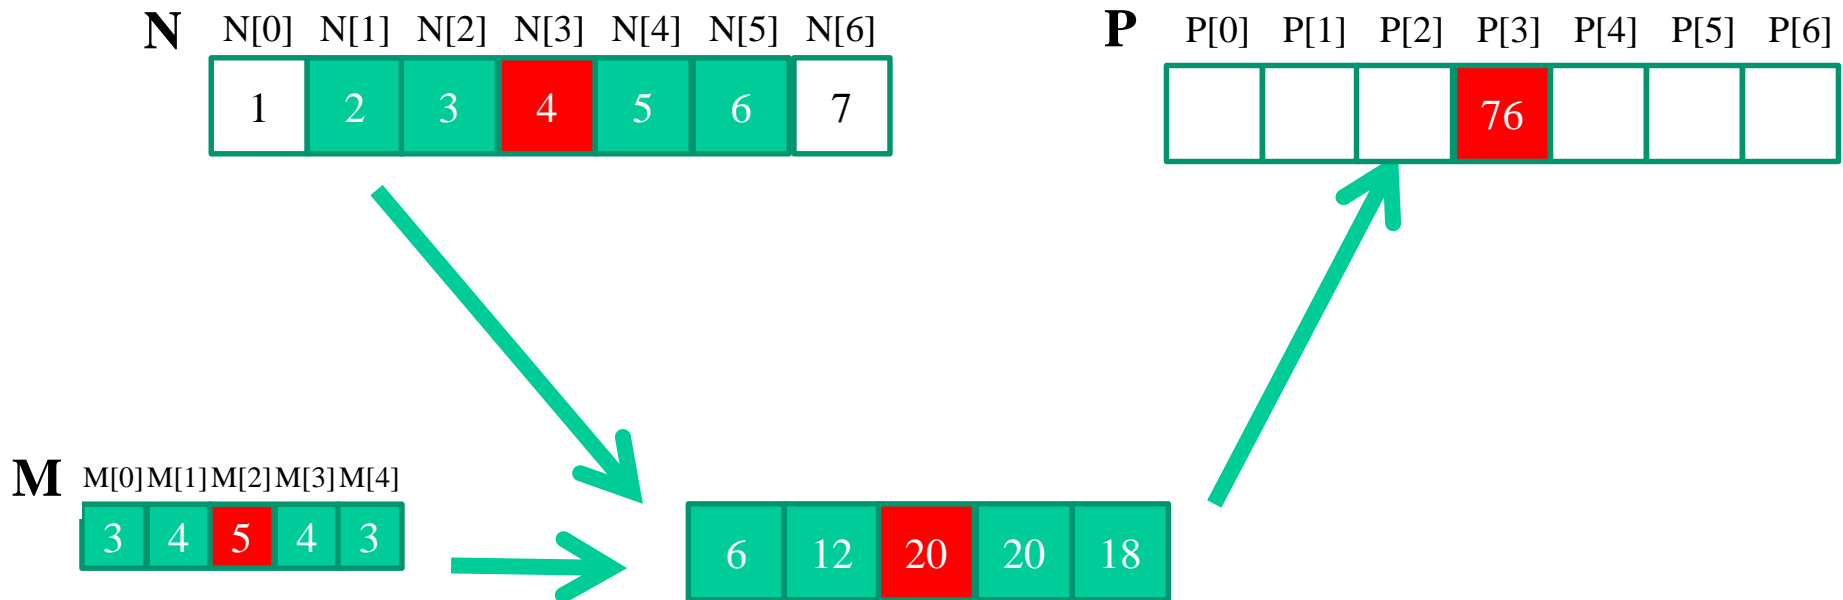 N N[0] N[1] N[2] N[3] N[4] N[5] N[6]
1 2 3 4 5 6 7
P P[0] P[1] P[2] P[3] P[4] P[5] P[6]
76
M M[0] M[1] M[2] M[3] M[4]
3 4 5 4 3
6 12 20 20 18